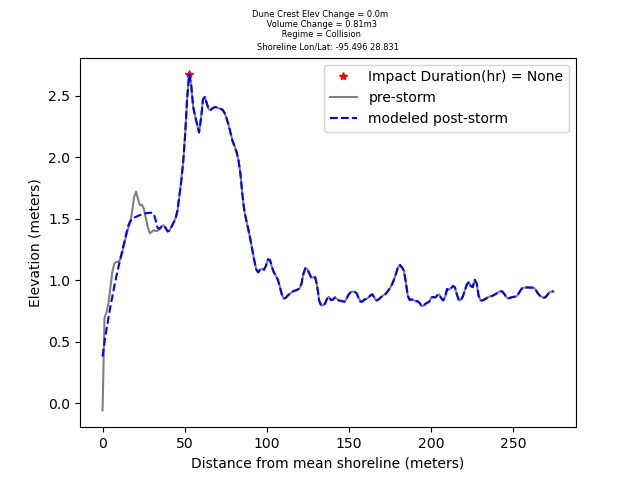 Dune Crest Elev Change = 0.0m
Volume Change = 0.81m3
Regime = Collision
Shoreline Lon/Lat: -95.496 28.831
Impact Duration(hr) = None
pre-storm
modeled post-storm
2.5
2.0
1.5
1.0
0.5
0.0
Elevation (meters)
0 50 100 150 200 250
Distance from mean shoreline (meters)